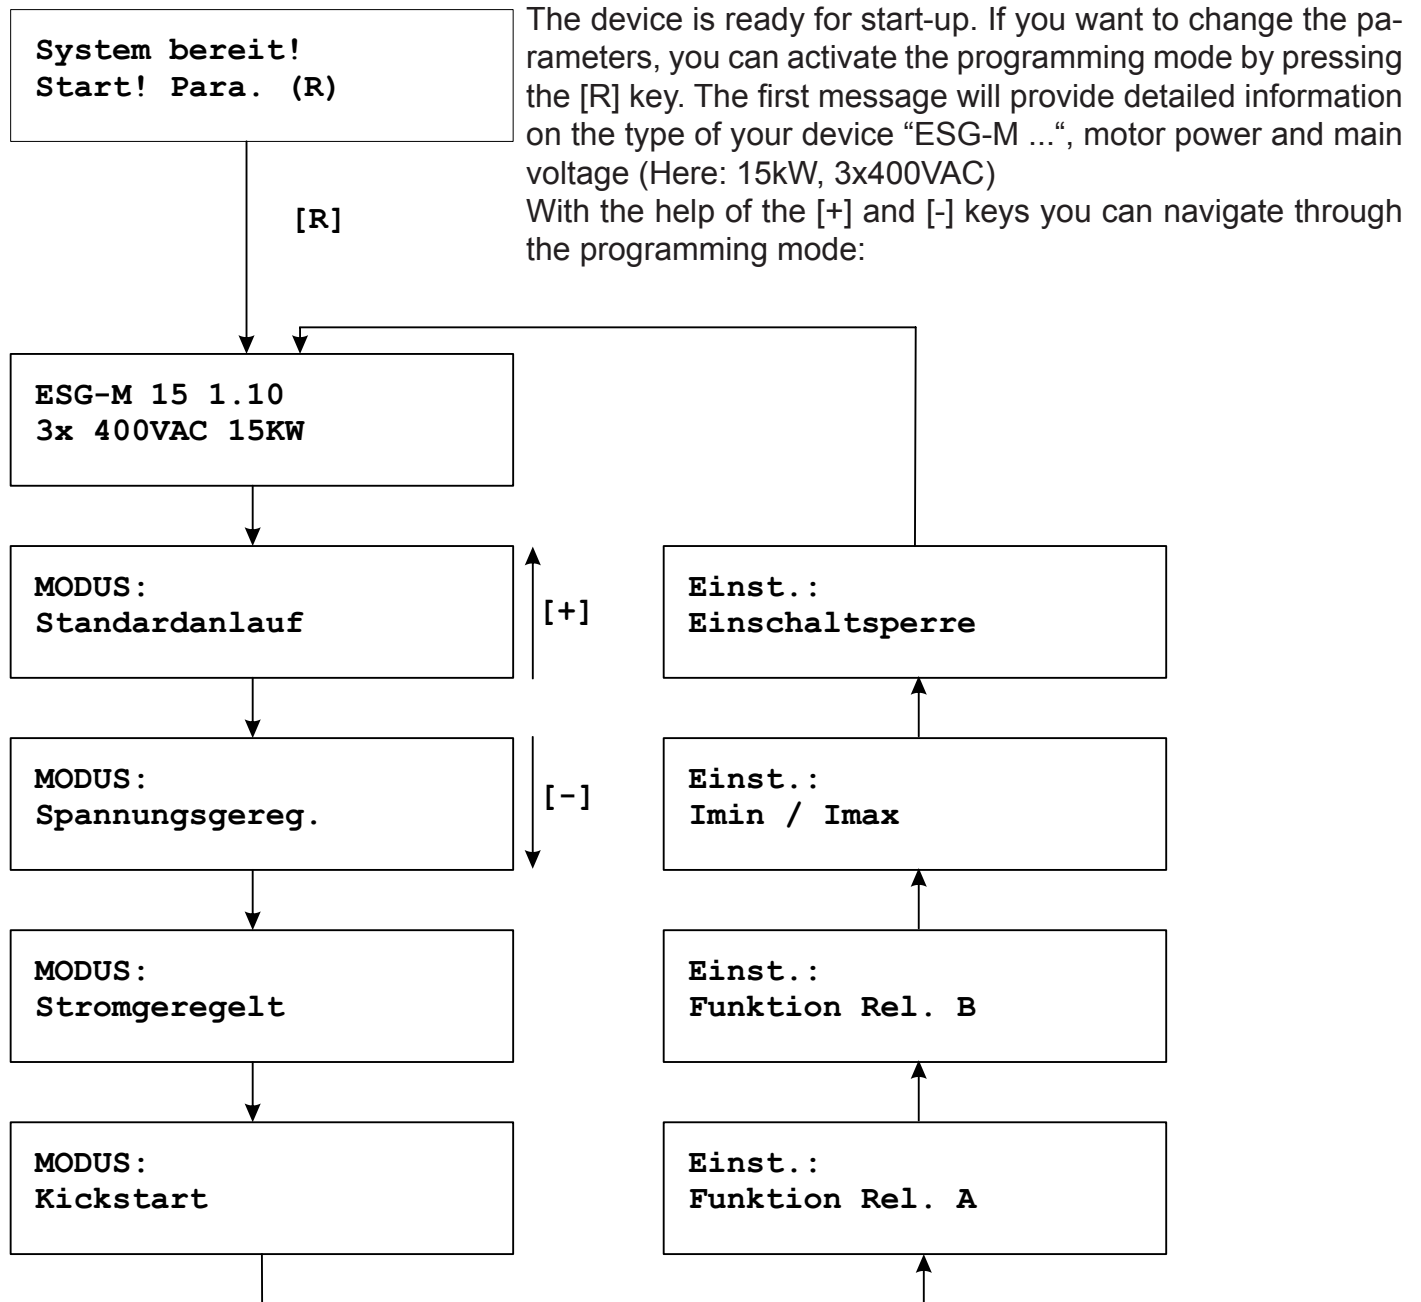 System bereit!
Start! Para. (R)
The device is ready for start-up. If you want to change the pa-
rameters, you can activate the programming mode by pressing
the [R] key. The first message will provide detailed information
on the type of your device “ESG-M ...“, motor power and main
voltage (Here: 15kW, 3x400VAC)
With the help of the [+] and [-] keys you can navigate through
the programming mode:
[R]
ESG-M 15 1.10
3x 400VAC 15KW
MODUS:
Standardanlauf
[+]
MODUS:
Spannungsgereg.
[-]
MODUS:
Stromgeregelt
MODUS:
Kickstart
Einst.:
Einschaltsperre
Einst.:
Imin / Imax
Einst.:
Funktion Rel. B
Einst.:
Funktion Rel. A